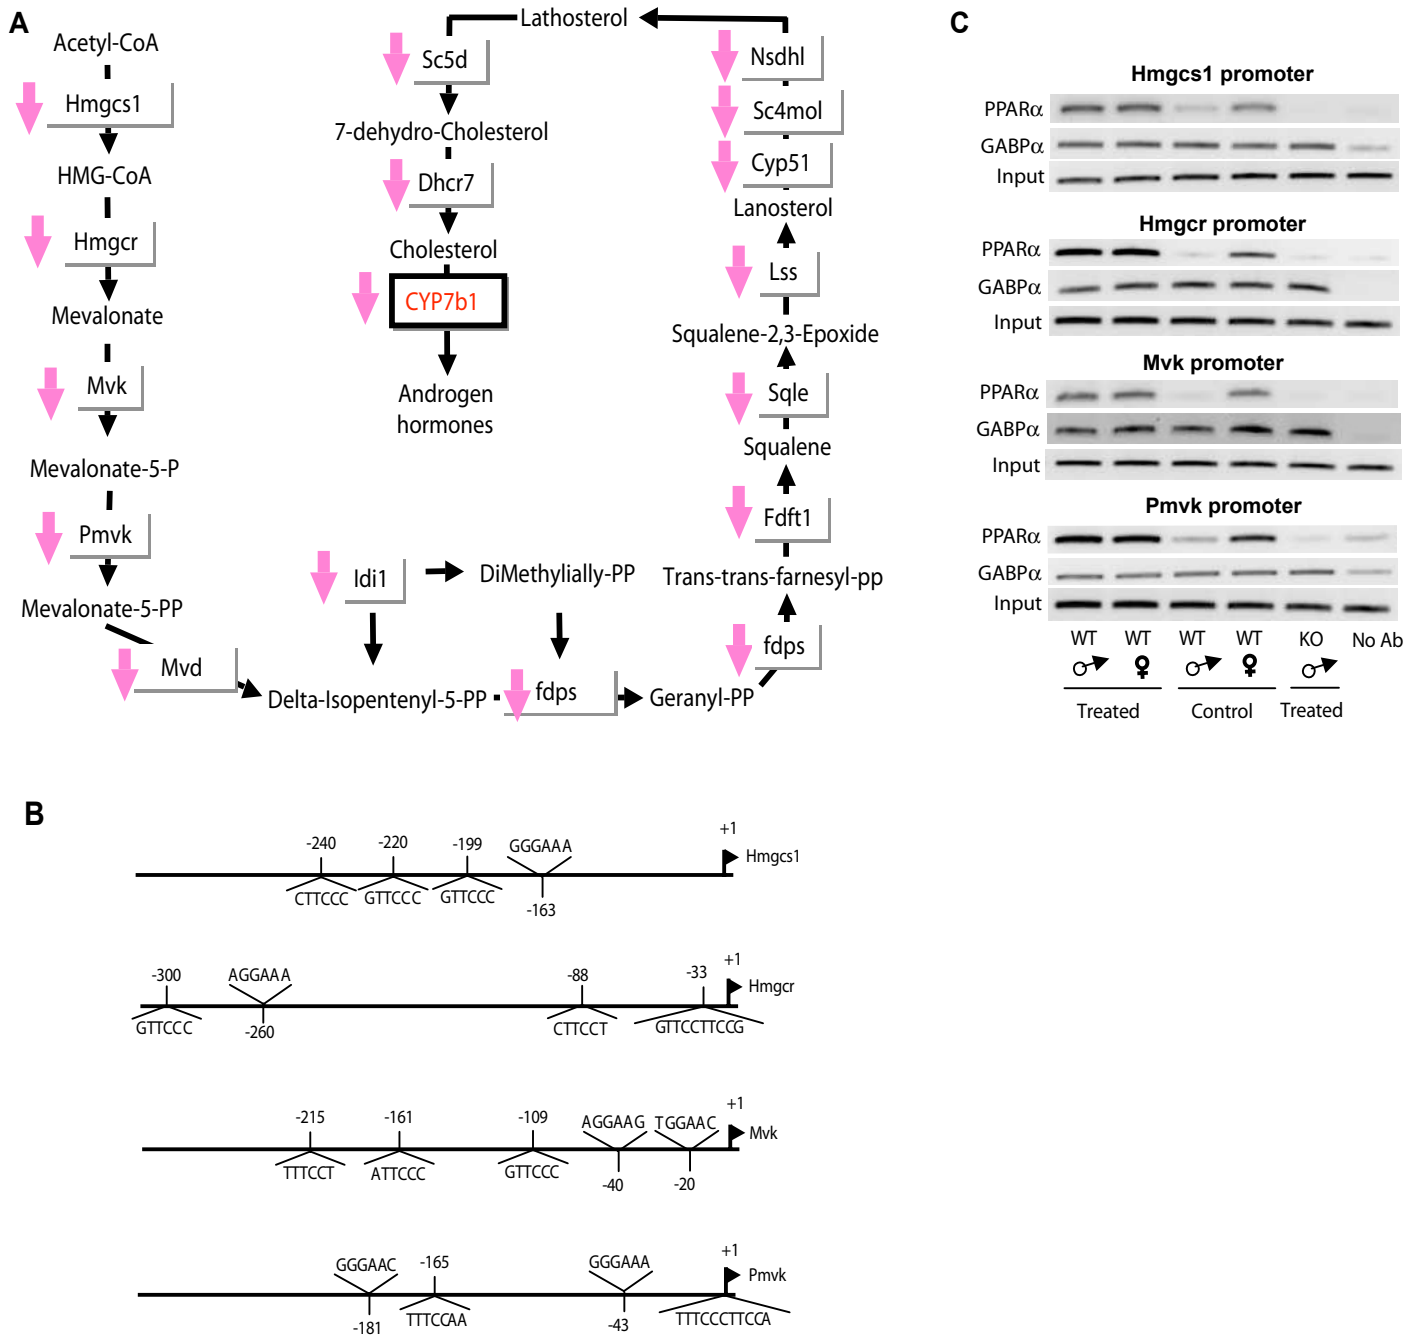 A
Acetyl-CoA
Hmgcs1
HMG-CoA
Hmgcr
Mevalonate
Mvk
Mevalonate-5-P
Pmvk
Mevalonate-5-PP
Mvd
Delta-Isopentenyl-5-PP
Idi1
DiMethylially-PP
fdps
Geranyl-PP
fdps
Trans-trans-farnesyl-pp
Fdft1
Squalene
Sqle
Squalene-2,3-Epoxide
Lss
Lanosterol
Cyp51
Sc4mol
Nsdhl
Lathosterol
Sc5d
7-dehydro-Cholesterol
Dhcr7
Cholesterol
CYP7b1
Androgen
hormones
C
Hmgcs1 promoter
PPARα
GABPα
Input
Hmgcr promoter
PPARα
GABPα
Input
Mvk promoter
PPARα
GABPα
Input
Pmvk promoter
PPARα
GABPα
Input
WT WT WT WT KO No Ab
♂ ♀ ♂ ♀ ♂
Treated Control Treated
B
-240 -220 -199 GGGAAA +1
Hmgcs1
CTTCCC GTTCCC GTTCCC -163
-300 AGGAAA -88 -33 +1
Hmgcr
GTTCCC -260 CTTCCT GTTCCTTCCG
-215 -161 -109 AGGAAG TGGAAC +1
Mvk
TTTCCT ATTCCC GTTCCC -40 -20
GGGAAC -165 GGGAAA +1
Pmvk
-181 TTTCCAA -43 TTTCCCTTCCA